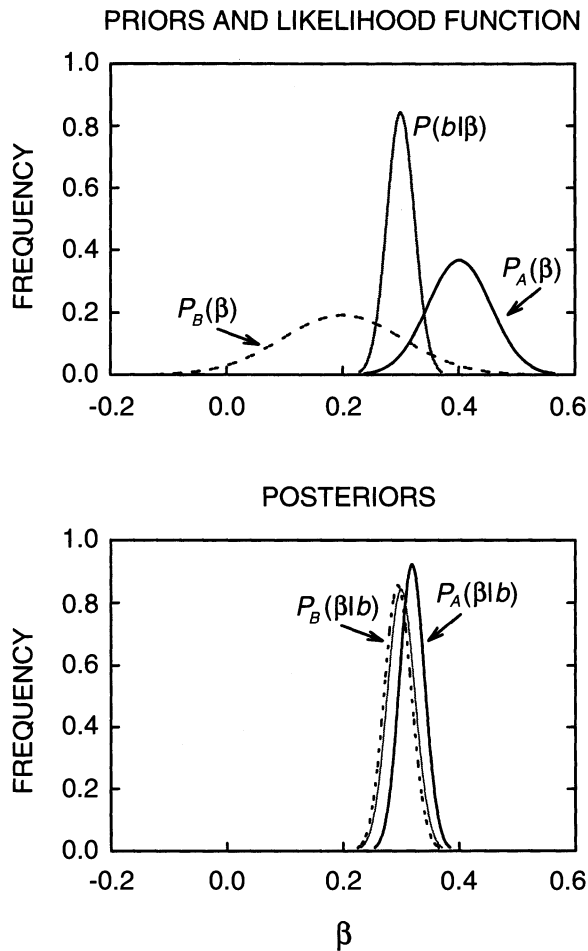 PRIORS AND LIKELIHOOD FUNCTION
1.0
0.8
0.6
0.4
0.2
0.0
FREQUENCY
P(b|β)
P_A(β)
P_B(β)
-0.2 0.0 0.2 0.4 0.6
POSTERIORS
1.0
0.8
0.6
0.4
0.2
0.0
FREQUENCY
P_B(β|b)
P_A(β|b)
-0.2 0.0 0.2 0.4 0.6
β